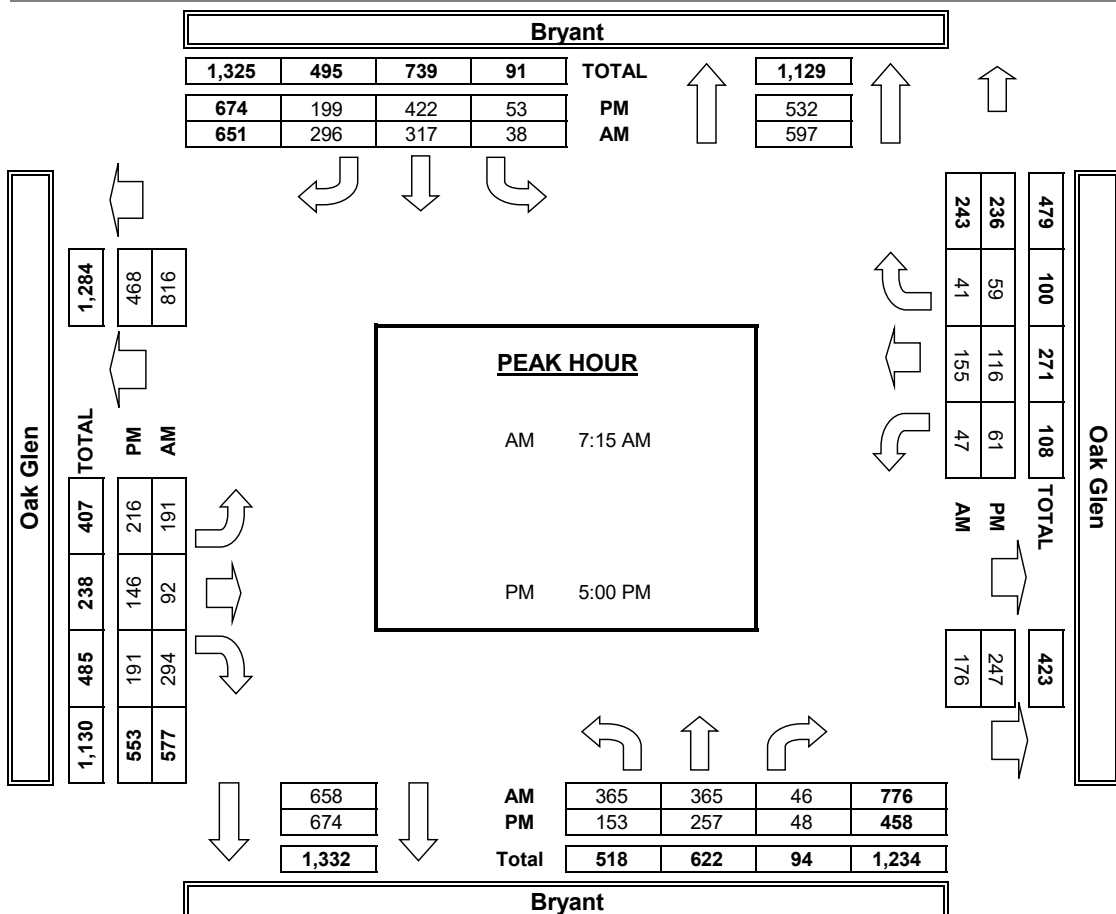 Bryant
1,325 495 739 91 TOTAL 1,129
674 199 422 53 PM 532
651 296 317 38 AM 597
Oak Glen
1,284
468
816
TOTAL PM AM
407 216 191
238 146 92
485 191 294
1,130 553 577
PEAK HOUR
AM 7:15 AM
PM 5:00 PM
243 236 479
41 59 100
155 116 271
47 61 108
AM PM TOTAL
176 247 423
Oak Glen
658 AM 365 365 46 776
674 PM 153 257 48 458
1,332 Total 518 622 94 1,234
Bryant